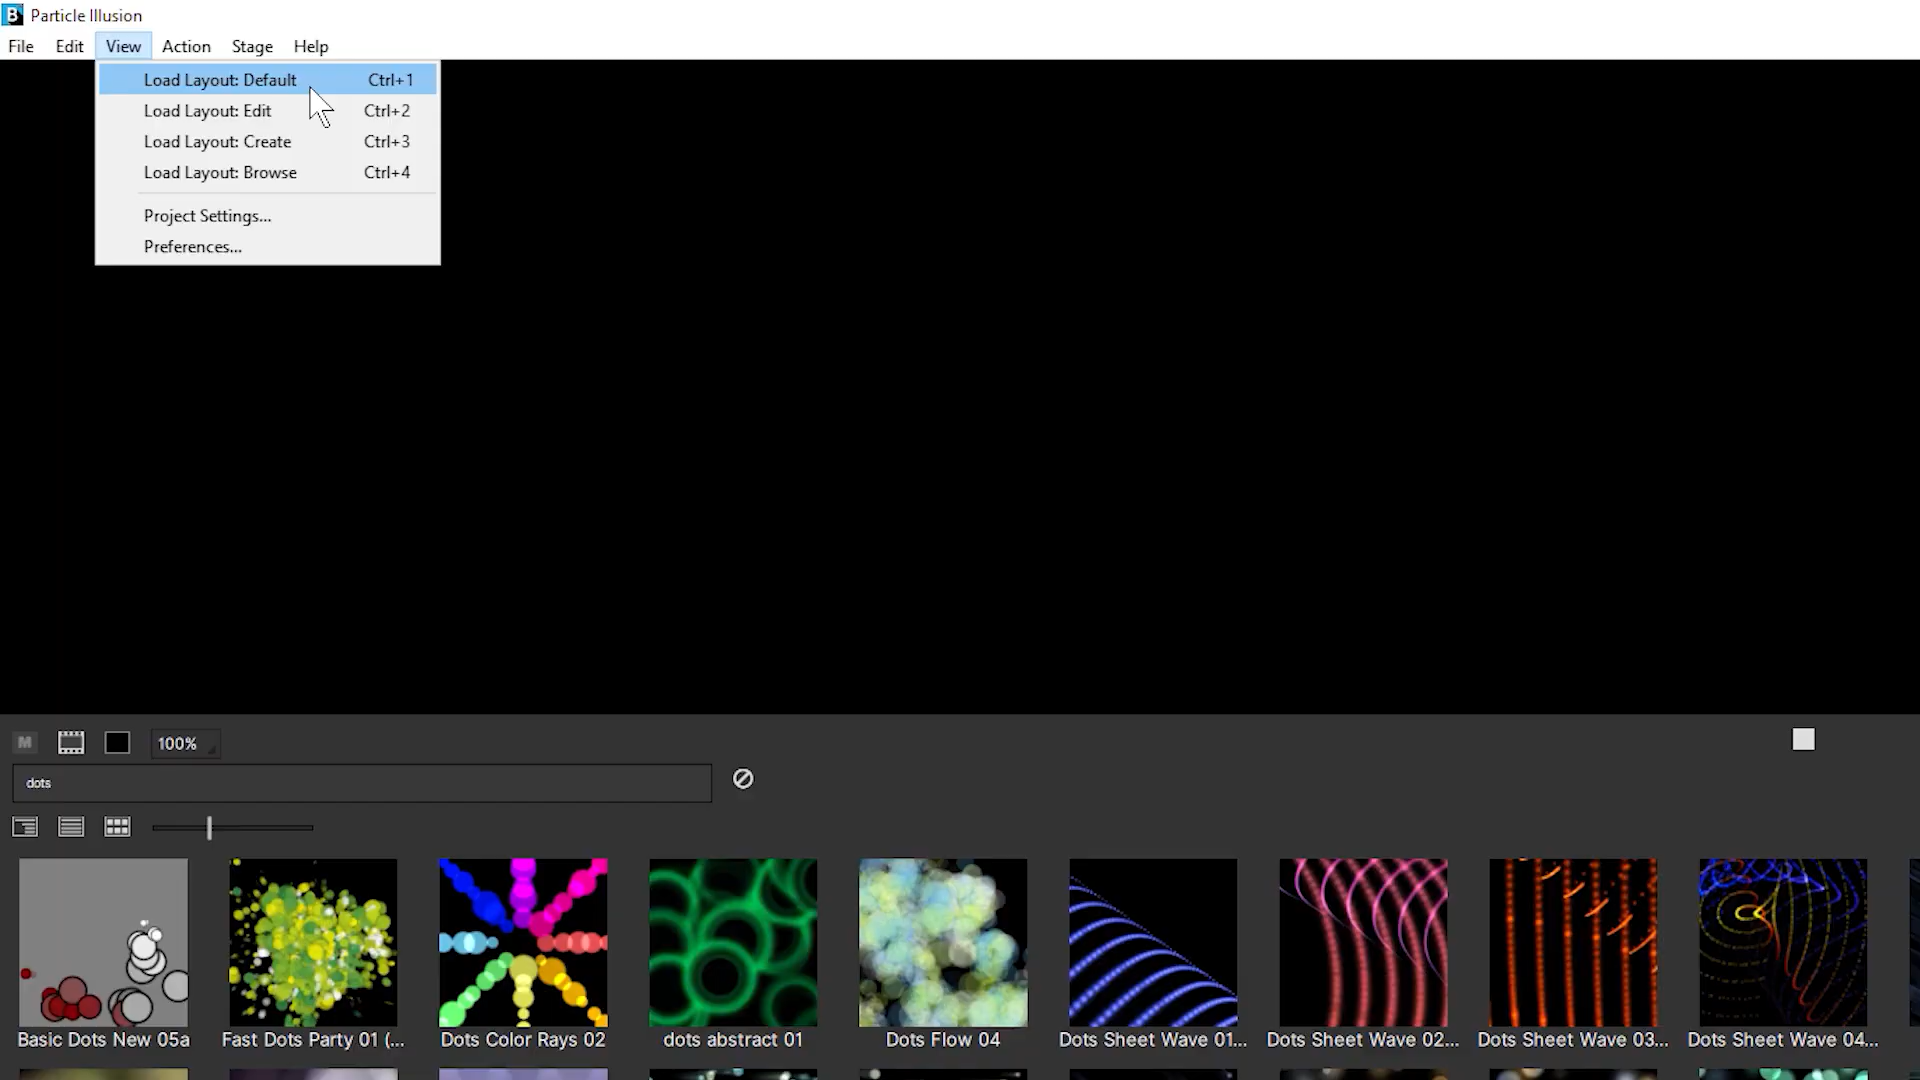 Particle Illusion
File Edit View Action Stage Help
Load Layout: Default Ctrl+1
Load Layout: Edit Ctrl+2
Load Layout: Create Ctrl+3
Load Layout: Browse Ctrl+4
Project Settings...
Preferences...
M 100%
dots
Basic Dots New 05a Fast Dots Party 01 (... Dots Color Rays 02 dots abstract 01 Dots Flow 04 Dots Sheet Wave 01... Dots Sheet Wave 02... Dots Sheet Wave 03... Dots Sheet Wave 04...